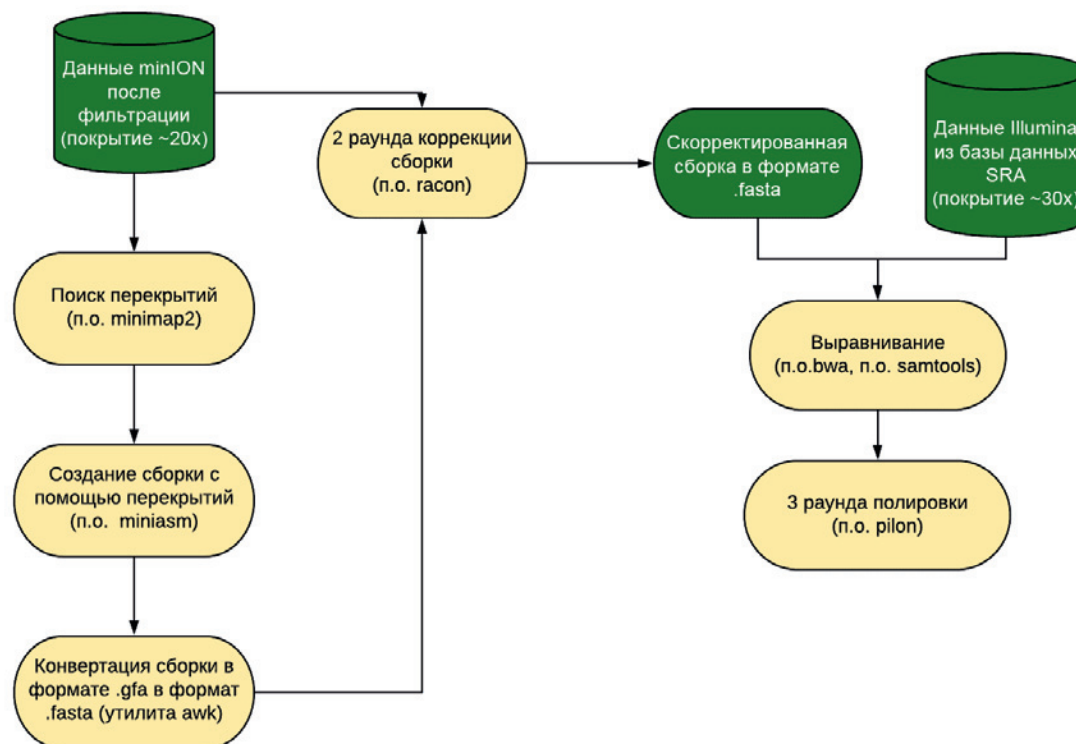 Данные minION
после
фильтрации
(покрытие ~20x)
2 раунда коррекции
сборки
(п.о. racon)
Скорректированная
сборка в формате
.fasta
Данные Illumina
из базы данных
SRA
(покрытие ~30x)
Поиск перекрытий
(п.о. minimap2)
Выравнивание
(п.о.bwa, п.о. samtools)
Создание сборки с
помощью перекрытий
(п.о. miniasm)
3 раунда полировки
(п.о. pilon)
Конвертация сборки в
формате .gfa в формат
.fasta (утилита awk)